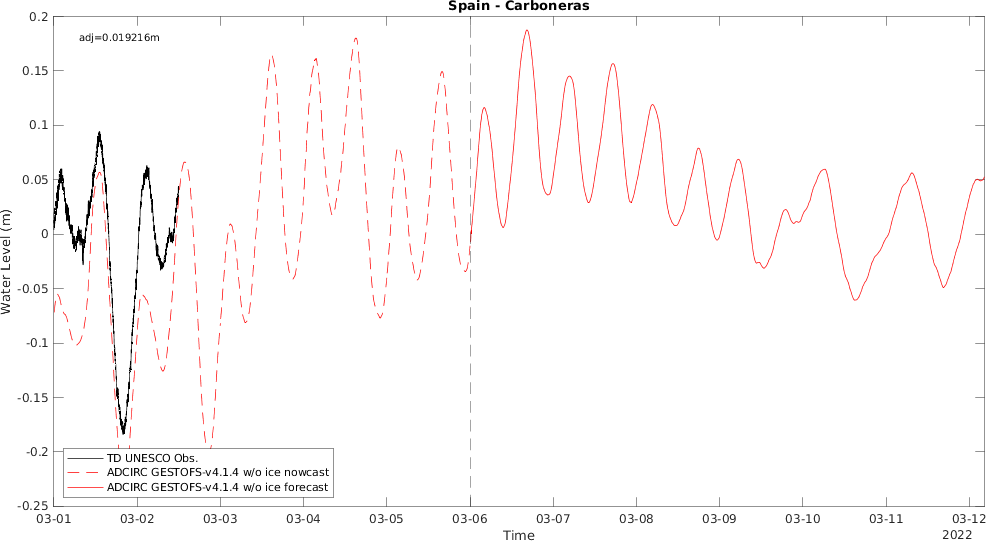 Spain - Carboneras
adj=0.019216m
0.2
0.15
0.1
0.05
0
-0.05
-0.1
-0.15
-0.2
-0.25
Water Level (m)
TD UNESCO Obs.
ADCIRC GESTOFS-v4.1.4 w/o ice nowcast
ADCIRC GESTOFS-v4.1.4 w/o ice forecast
03-01 03-02 03-03 03-04 03-05 03-06 03-07 03-08 03-09 03-10 03-11 03-12
Time
2022